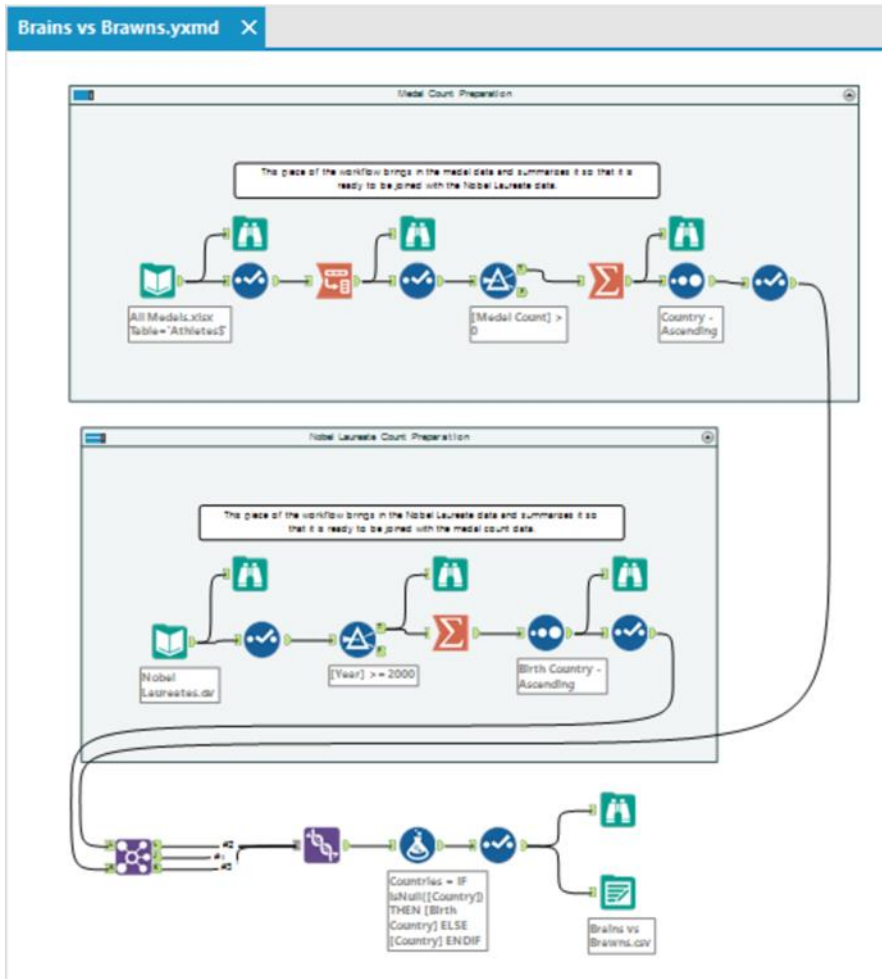 Brains vs Brawns.yxmd
Medal Count Preparation
This piece of the workflow brings in the medal data and summarizes it so that it is
ready to be joined with the Nobel Laureate data.
All Medals.xlsx
Table=`Athletes$`
[Medal Count] >
0
Country -
Ascending
Nobel Laureate Count Preparation
This piece of the workflow brings in the Nobel Laureate data and summarizes it so
that it is ready to be joined with the medal count data.
Nobel
Laureates.csv
[Year] >= 2000
Birth Country -
Ascending
#2
#1
#3
Countries = IF
IsNull([Country])
THEN [Birth
Country] ELSE
[Country] ENDIF
Brains vs
Brawns.csv